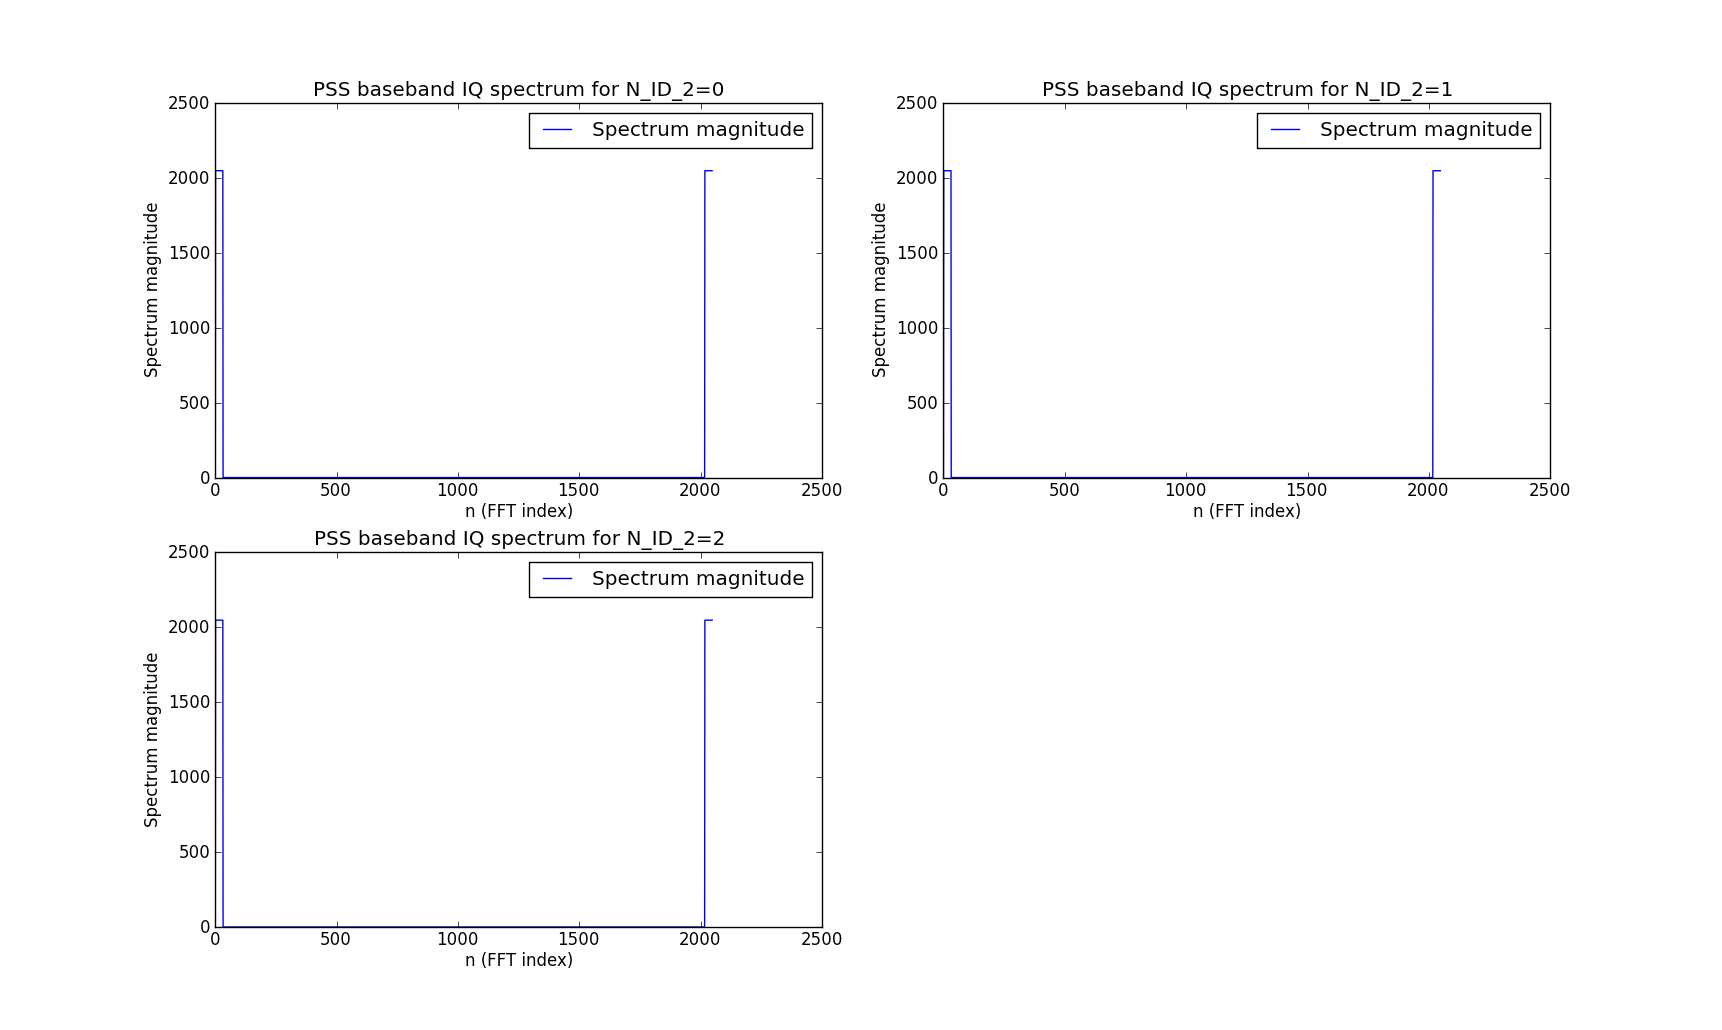 PSS baseband IQ spectrum for N_ID_2=0
2500
2000
1500
1000
500
0
Spectrum magnitude
Spectrum magnitude
0 500 1000 1500 2000 2500
n (FFT index)
PSS baseband IQ spectrum for N_ID_2=1
2500
2000
1500
1000
500
0
Spectrum magnitude
Spectrum magnitude
0 500 1000 1500 2000 2500
n (FFT index)
PSS baseband IQ spectrum for N_ID_2=2
2500
2000
1500
1000
500
0
Spectrum magnitude
Spectrum magnitude
0 500 1000 1500 2000 2500
n (FFT index)